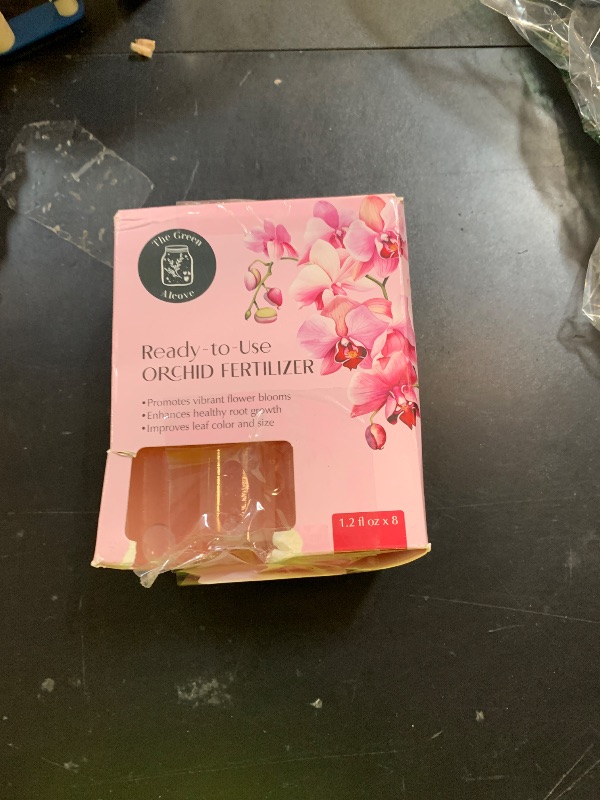 The Green
Alcove
Ready-to-Use
ORCHID FERTILIZER
•Promotes vibrant flower blooms
•Enhances healthy root growth
•Improves leaf color and size
1.2 fl oz x 8